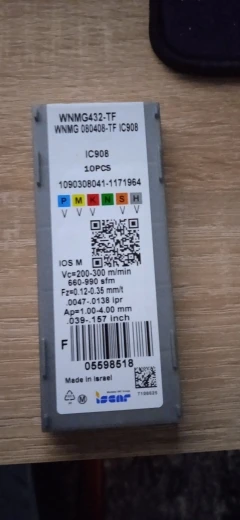 WNMG432-TF
WNMG 080408-TF IC908
IC908
10PCS
1090308041-1171964
P M K N S H
V V V V V
IOS M
Vc=200-300 m/min
660-990 sfm
Fz=0.12-0.35 mm/t
.0047-.0138 ipr
Ap=1.00-4.00 mm
.039-.157 inch
F
05598518
Made in Israel
M
iscar